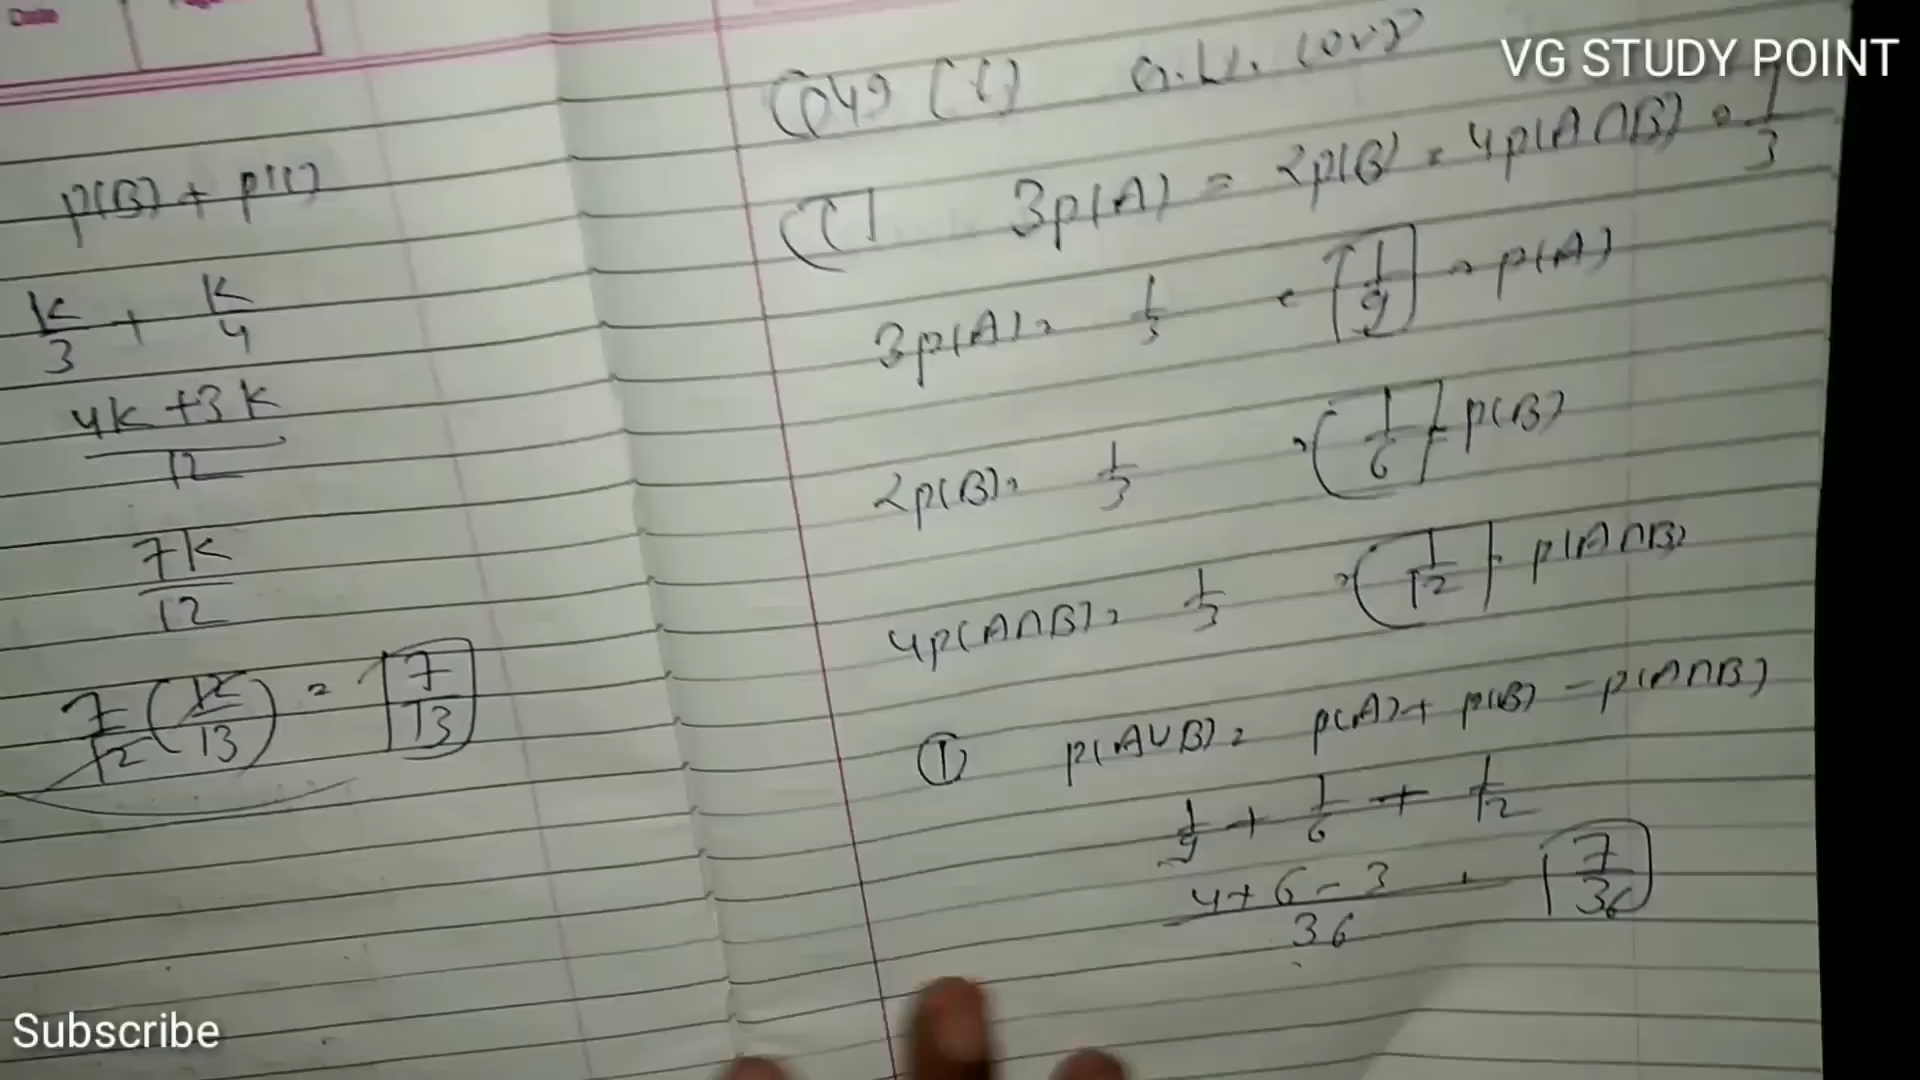 VG STUDY POINT
P(B) + P(C)
K/3 + K/4
4K + 3K / 12
7K / 12
7/12 (12/13) = 7/13
3P(A) = 2P(B) = 4P(A∩B) = 1/3
3P(A) = 1/3 = 1/9 = P(A)
2P(B) = 1/3 = 1/6 = P(B)
4P(A∩B) = 1/3 = 1/12 = P(A∩B)
① P(A∪B) = P(A) + P(B) - P(A∩B)
1/9 + 1/6 + 1/12
4 + 6 - 3 / 36 = 7/36
Subscribe